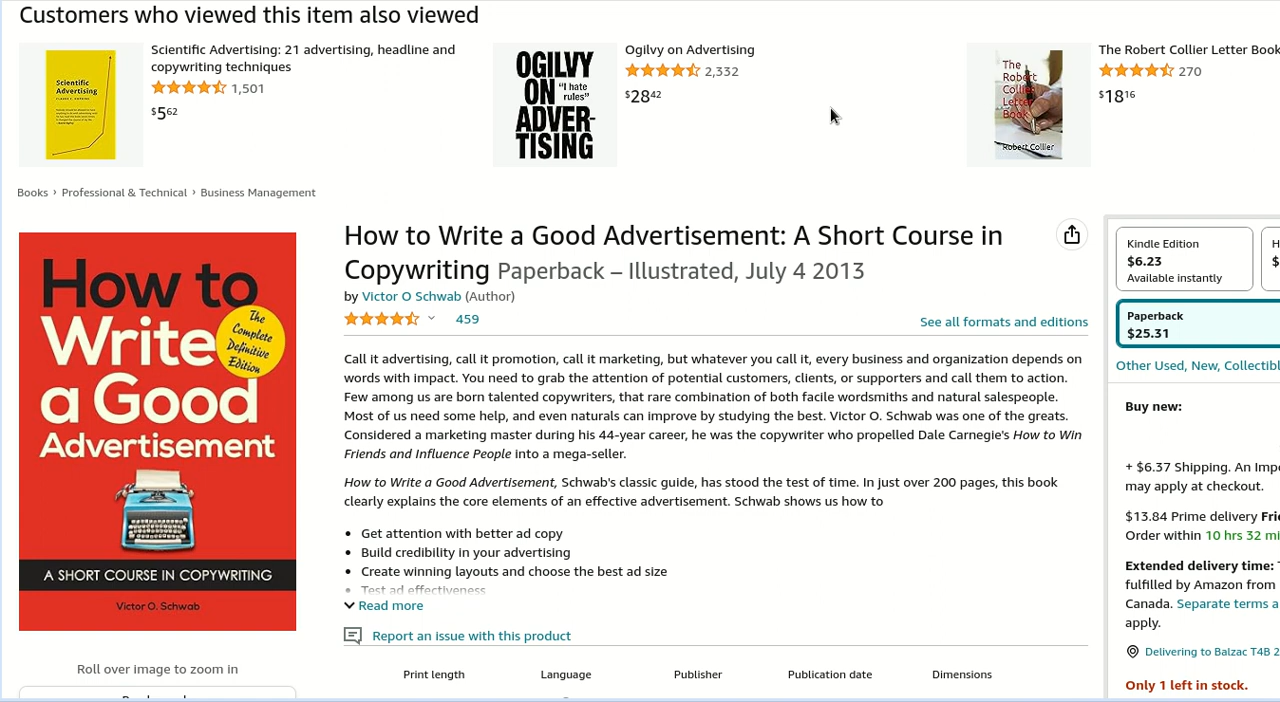 Customers who viewed this item also viewed
Scientific Advertising: 21 advertising, headline and
copywriting techniques
1,501
$5.62
Scientific
Advertising
OGILVY
ON
"I hate
rules"
ADVER-
TISING
Ogilvy on Advertising
2,332
$28.42
The
Robert
Collier
Letter
Book
Robert Collier
The Robert Collier Letter Book
270
$18.16
Books › Professional & Technical › Business Management
How to
Write
a Good
Advertisement
The
Complete
Definitive
Edition
A SHORT COURSE IN COPYWRITING
Victor O. Schwab
Roll over image to zoom in
How to Write a Good Advertisement: A Short Course in
Copywriting Paperback – Illustrated, July 4 2013
by Victor O Schwab (Author)
459
See all formats and editions
Call it advertising, call it promotion, call it marketing, but whatever you call it, every business and organization depends on
words with impact. You need to grab the attention of potential customers, clients, or supporters and call them to action.
Few among us are born talented copywriters, that rare combination of both facile wordsmiths and natural salespeople.
Most of us need some help, and even naturals can improve by studying the best. Victor O. Schwab was one of the greats.
Considered a marketing master during his 44-year career, he was the copywriter who propelled Dale Carnegie's How to Win
Friends and Influence People into a mega-seller.
How to Write a Good Advertisement, Schwab's classic guide, has stood the test of time. In just over 200 pages, this book
clearly explains the core elements of an effective advertisement. Schwab shows us how to
• Get attention with better ad copy
• Build credibility in your advertising
• Create winning layouts and choose the best ad size
• Test ad effectiveness
Read more
Report an issue with this product
Print length
Language
Publisher
Publication date
Dimensions
Kindle Edition
$6.23
Available instantly
H
$
Paperback
$25.31
Other Used, New, Collectibl
Buy new:
+ $6.37 Shipping. An Imp
may apply at checkout.
$13.84 Prime delivery Frid
Order within 10 hrs 32 mi
Extended delivery time: T
fulfilled by Amazon from
Canada. Separate terms a
apply.
Delivering to Balzac T4B 2
Only 1 left in stock.